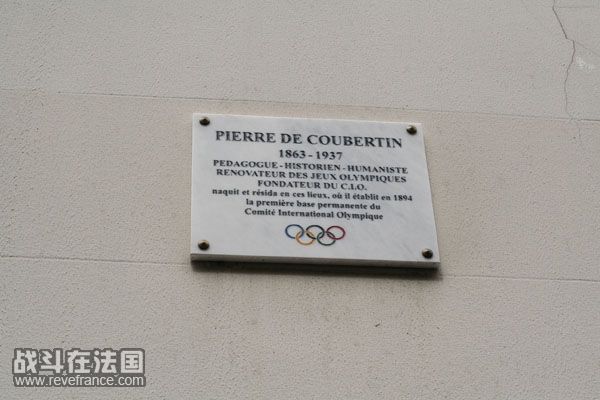 PIERRE DE COUBERTIN
1863 - 1937
PEDAGOGUE - HISTORIEN - HUMANISTE
RENOVATEUR DES JEUX OLYMPIQUES
FONDATEUR DU C.I.O.
naquit et résida en ces lieux, où il établit en 1894
la première base permanente du
Comité International Olympique
战斗在法国
www.revefrance.com